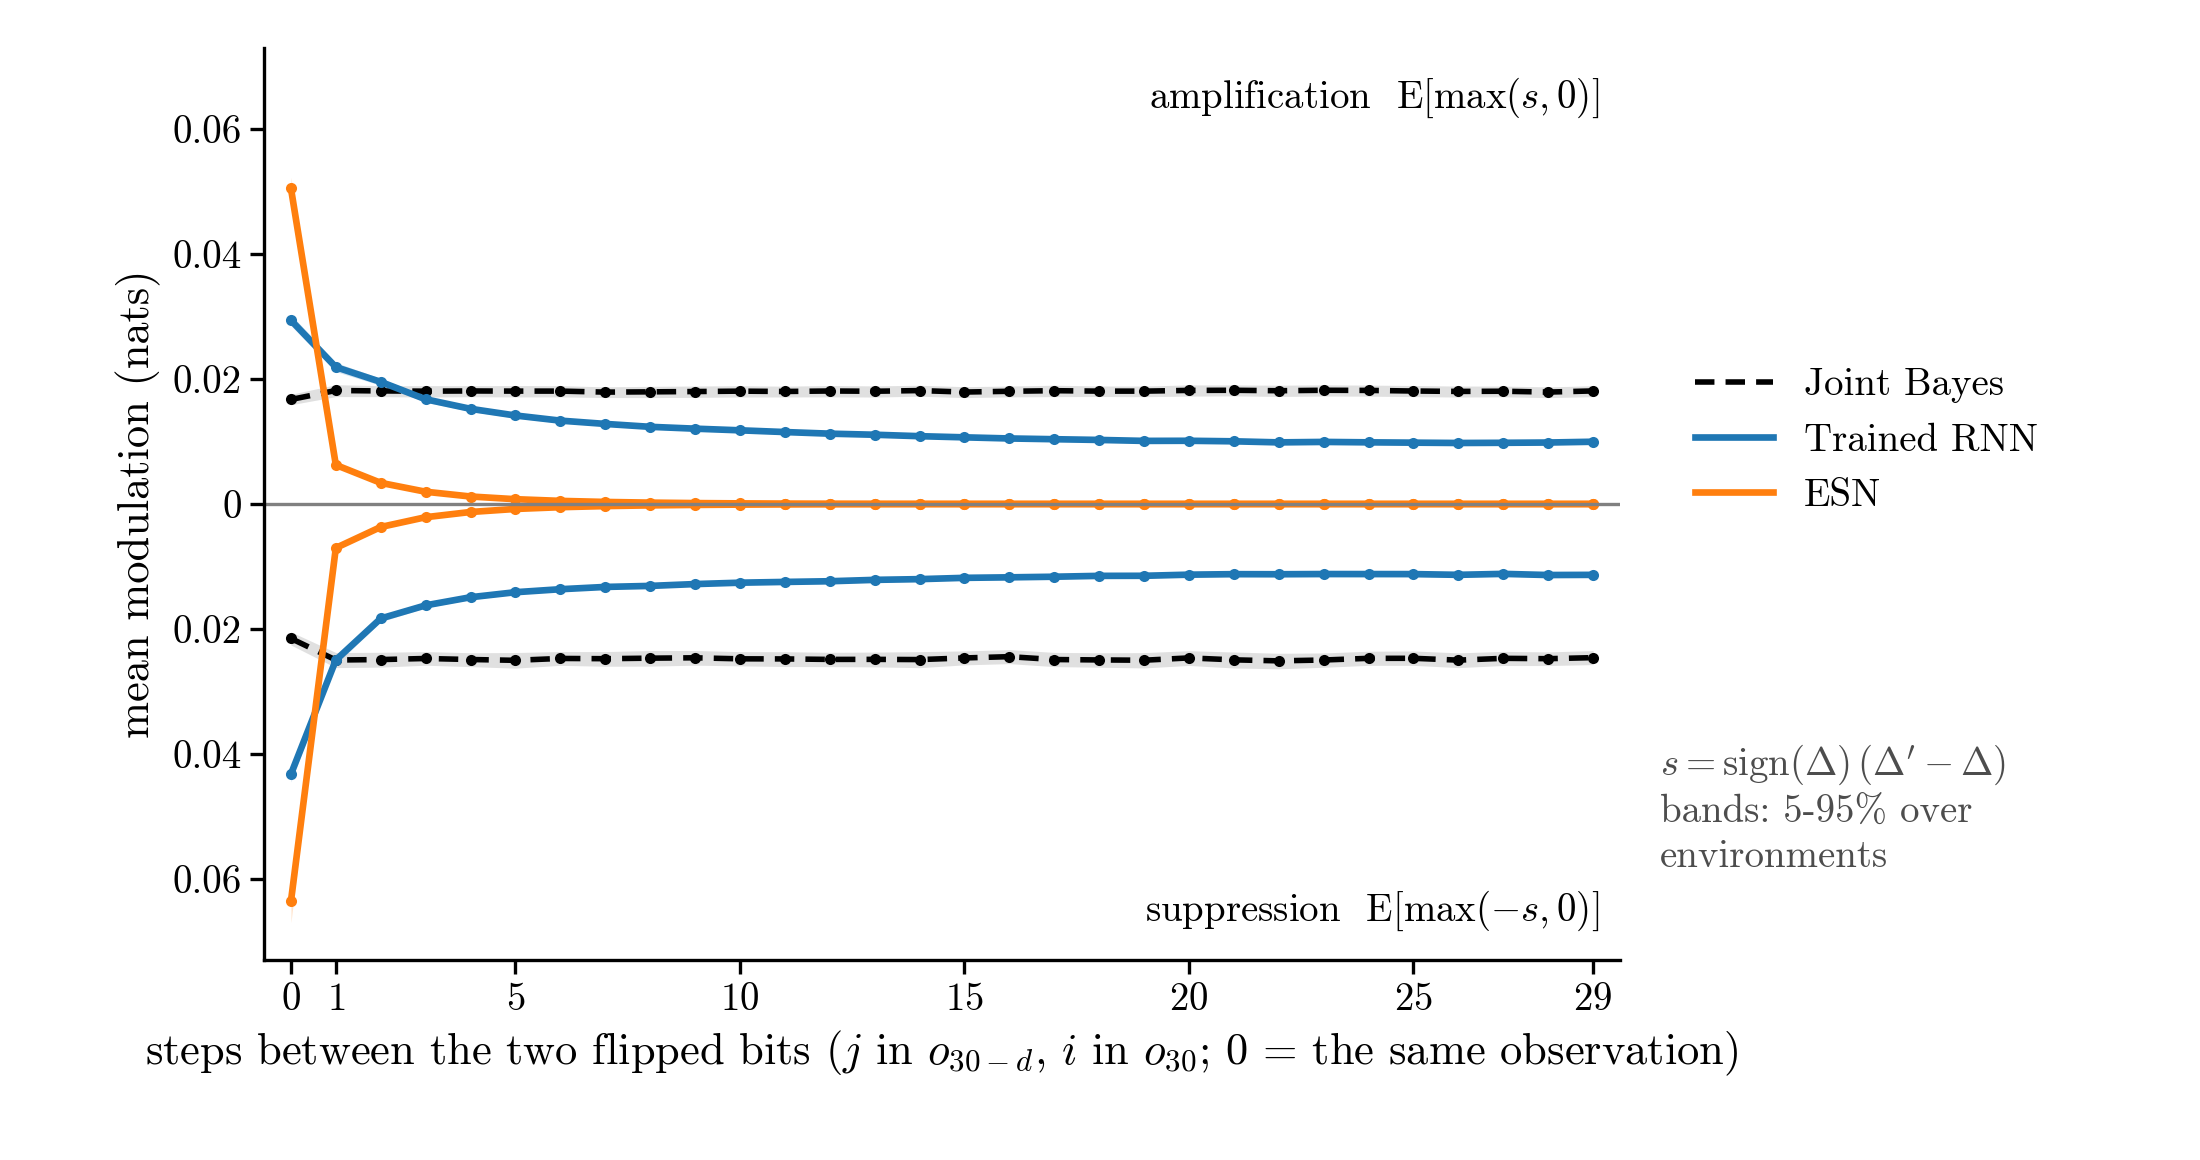 amplification E[max(s, 0)]
0.06
0.04
0.02
0
0.02
0.04
0.06
mean modulation (nats)
Joint Bayes
Trained RNN
ESN
s = sign(Δ) (Δ′ − Δ)
bands: 5-95% over
environments
suppression E[max(−s, 0)]
0 1 5 10 15 20 25 29
steps between the two flipped bits (j in o₃₀₋d, i in o₃₀; 0 = the same observation)